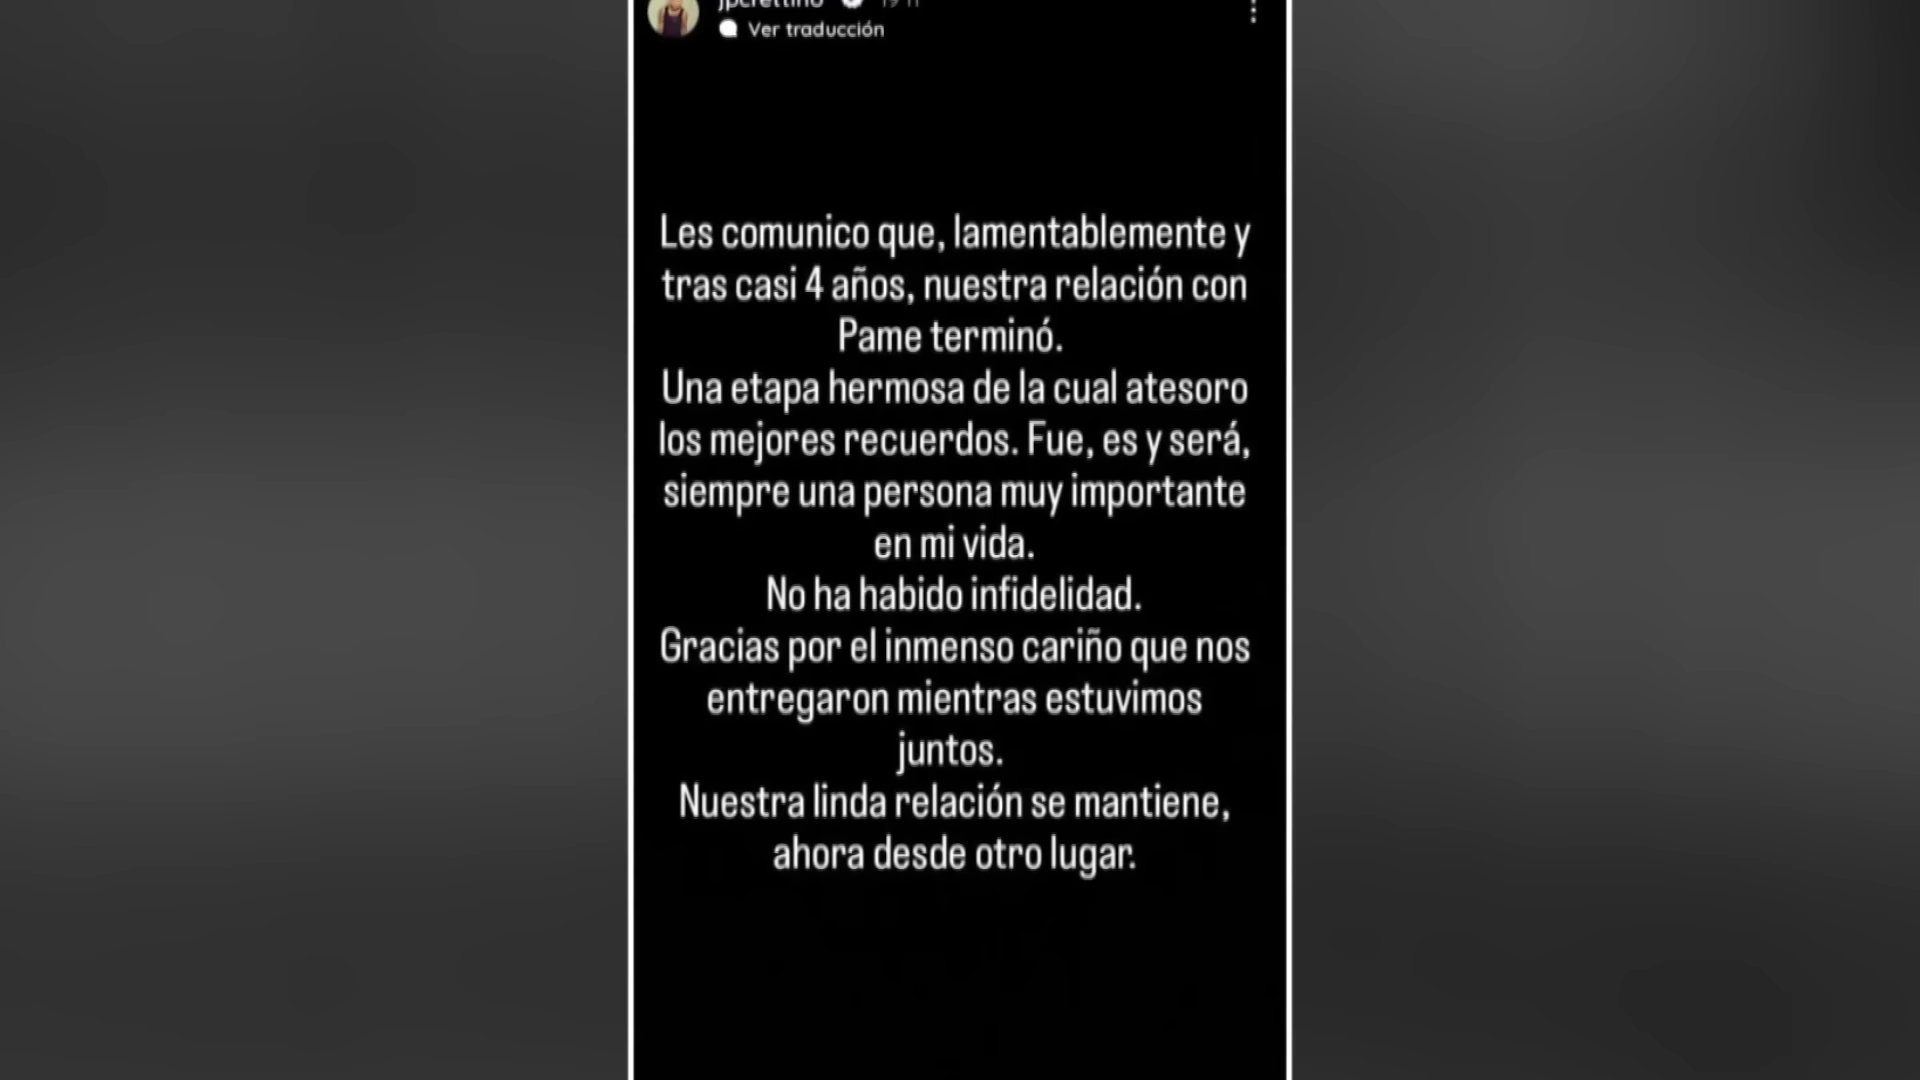 Ver traducción
Les comunico que, lamentablemente y
tras casi 4 años, nuestra relación con
Pame terminó.
Una etapa hermosa de la cual atesoro
los mejores recuerdos. Fue, es y será,
siempre una persona muy importante
en mi vida.
No ha habido infidelidad.
Gracias por el inmenso cariño que nos
entregaron mientras estuvimos
juntos.
Nuestra linda relación se mantiene,
ahora desde otro lugar.